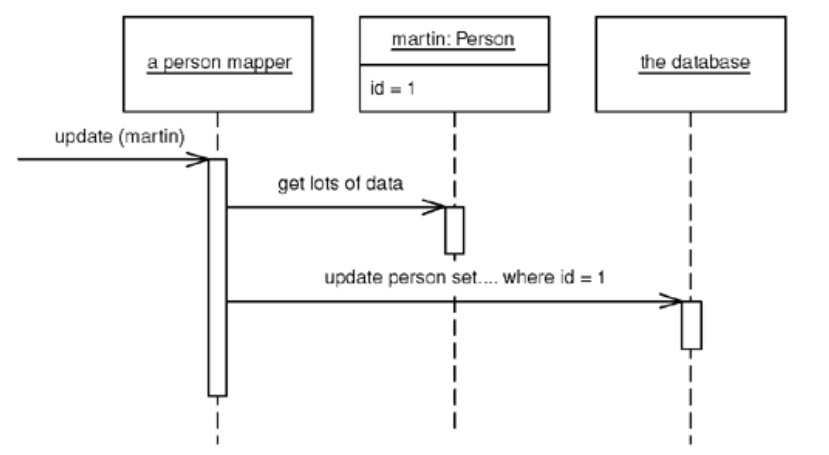 a person mapper
martin: Person
id = 1
the database
update (martin)
get lots of data
update person set.... where id = 1